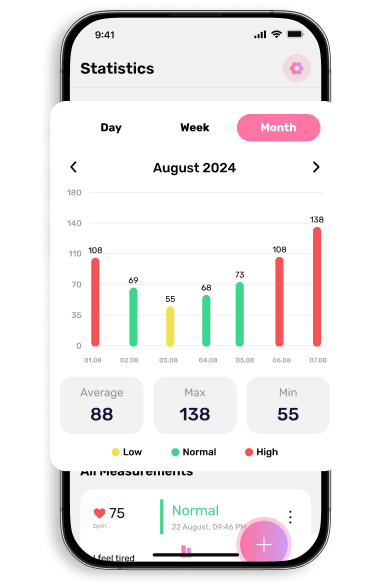 9:41
Statistics
Day Week Month
August 2024
180
140
110
70
35
0
108
69
55
68
73
108
138
01.08 02.08 03.08 04.08 05.08 06.08 07.08
Average Max Min
88 138 55
Low Normal High
All Measurements
75 Normal
bpm 22 August, 09:46 PM
I feel tired